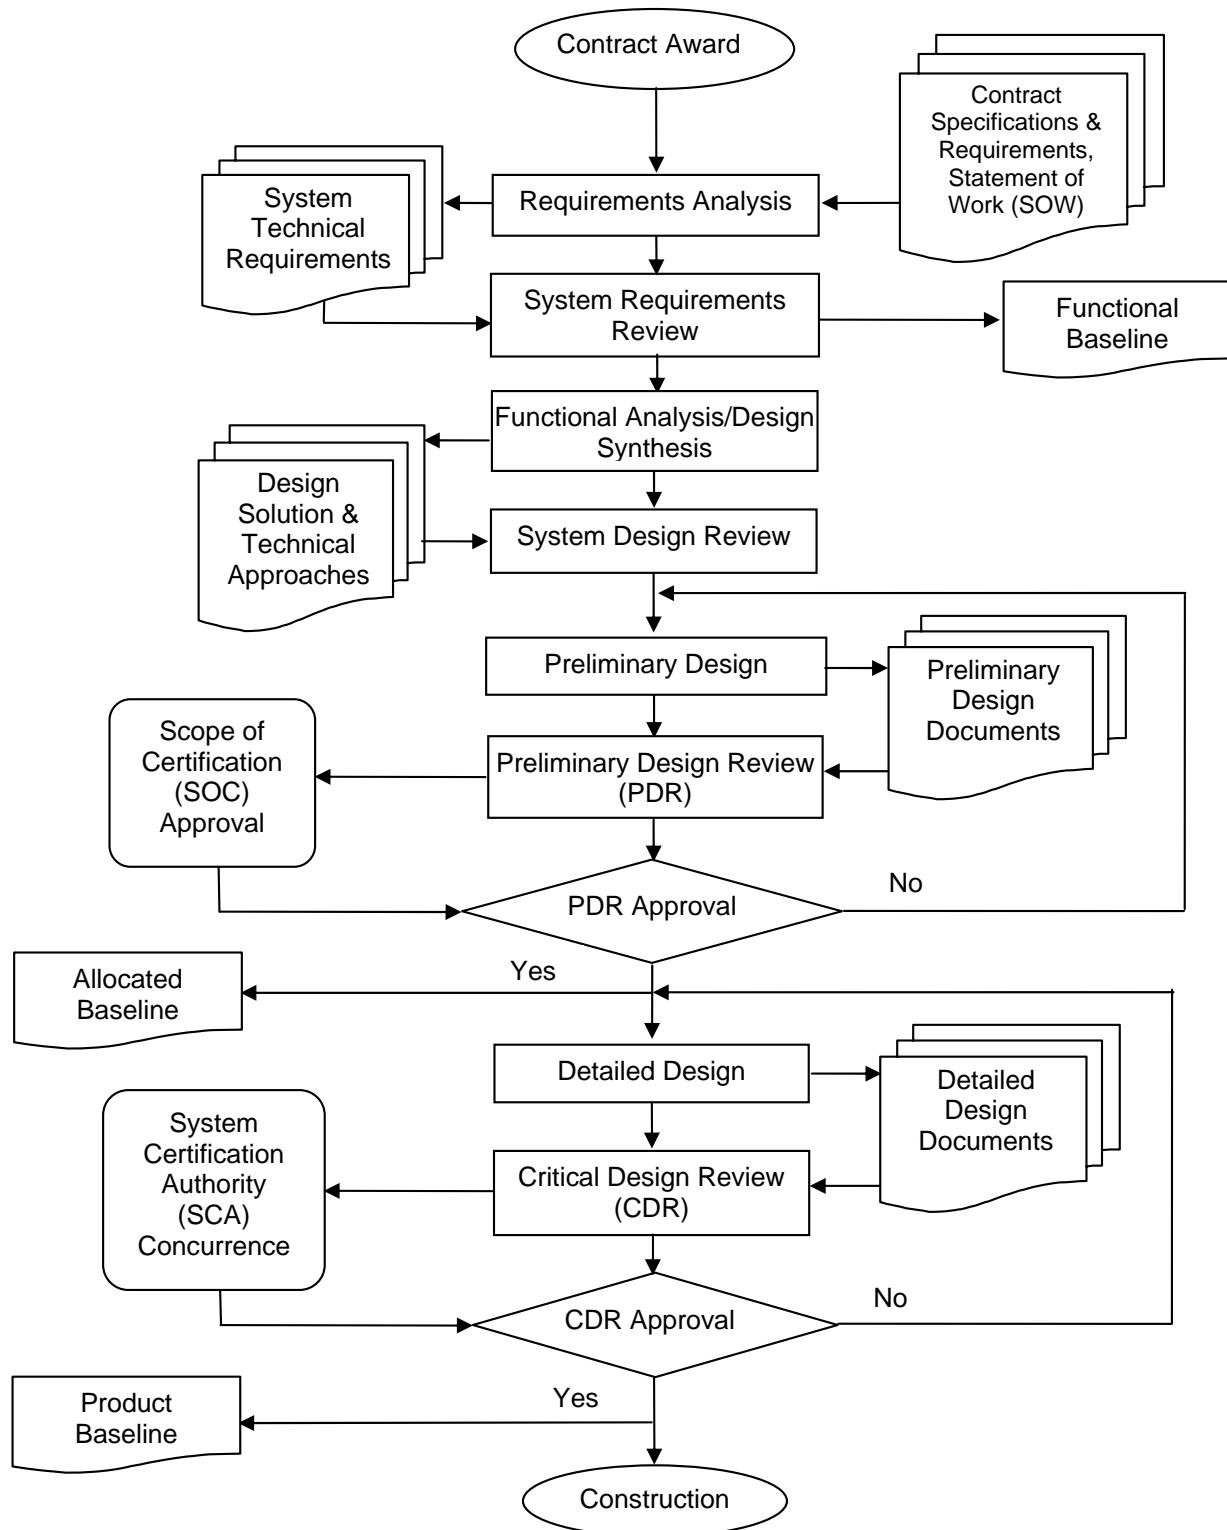 Contract Award
Contract
Specifications &
Requirements,
Statement of
Work (SOW)
System
Technical
Requirements
Requirements Analysis
System Requirements
Review
Functional
Baseline
Functional Analysis/Design
Synthesis
Design
Solution &
Technical
Approaches
System Design Review
Preliminary Design
Preliminary
Design
Documents
Scope of
Certification
(SOC)
Approval
Preliminary Design Review
(PDR)
PDR Approval
No
Yes
Allocated
Baseline
Detailed Design
Detailed
Design
Documents
System
Certification
Authority
(SCA)
Concurrence
Critical Design Review
(CDR)
CDR Approval
No
Yes
Product
Baseline
Construction